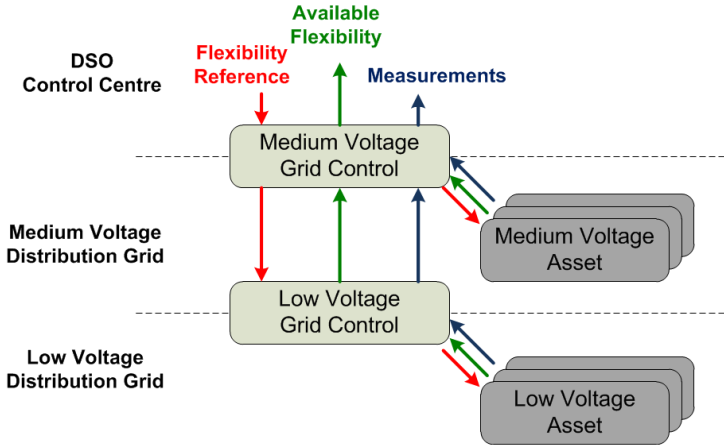 Available
Flexibility
DSO
Control Centre
Flexibility
Reference
Measurements
Medium Voltage
Grid Control
Medium Voltage
Distribution Grid
Medium Voltage
Asset
Low Voltage
Grid Control
Low Voltage
Distribution Grid
Low Voltage
Asset